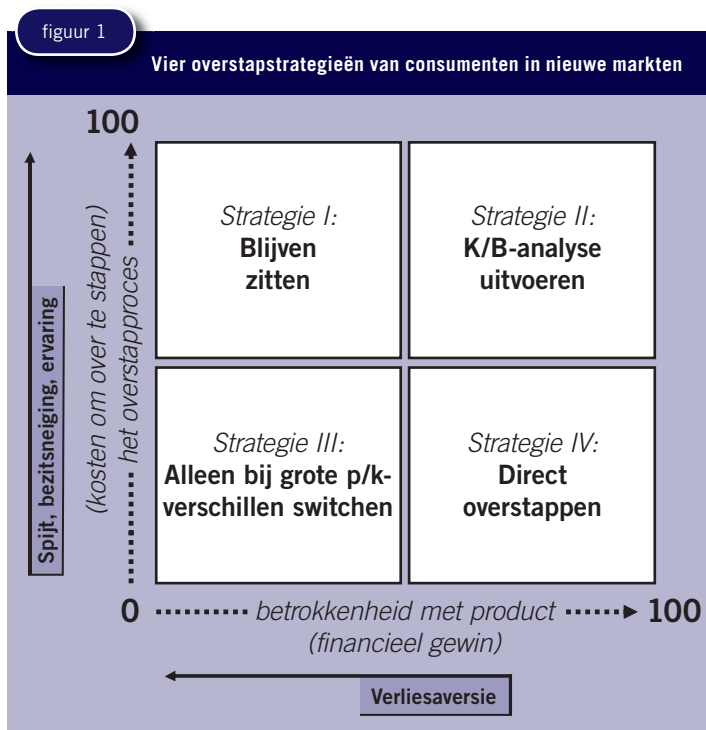 figuur 1
Vier overstapstrategieën van consumenten in nieuwe markten
100
Spijt, bezitsneiging, ervaring
(kosten om over te stappen)
het overstapproces
Strategie I:
Blijven
zitten
Strategie II:
K/B-analyse
uitvoeren
Strategie III:
Alleen bij grote p/k-
verschillen switchen
Strategie IV:
Direct
overstappen
0 betrokkenheid met product 100
(financieel gewin)
Verliesaversie